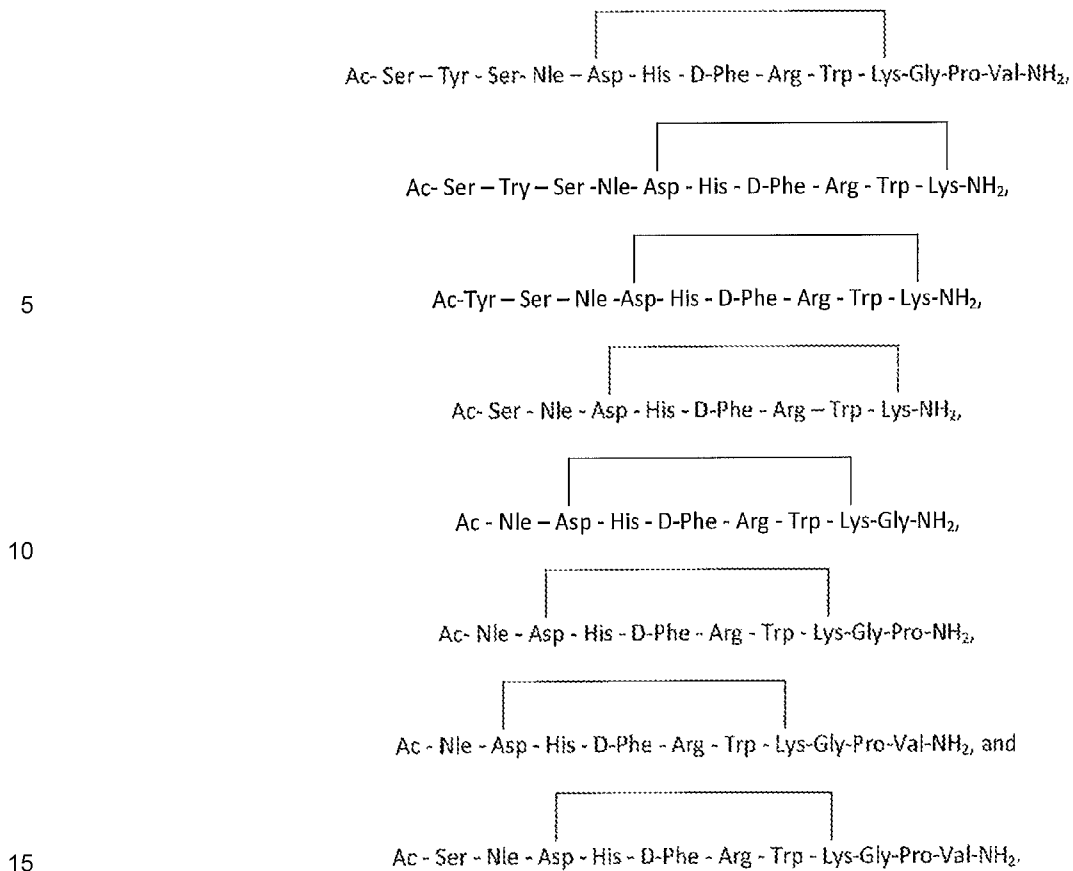 Ac- Ser – Tyr - Ser- Nle – Asp - His - D-Phe - Arg - Trp - Lys-Gly-Pro-Val-NH₂,
Ac- Ser – Try – Ser -Nle- Asp - His - D-Phe - Arg - Trp - Lys-NH₂,
5 Ac-Tyr – Ser – Nle -Asp- His - D-Phe - Arg - Trp - Lys-NH₂,
Ac- Ser - Nle - Asp - His - D-Phe - Arg – Trp - Lys-NH₂,
Ac - Nle – Asp - His - D-Phe - Arg - Trp - Lys-Gly-NH₂,
10
Ac- Nle - Asp - His - D-Phe - Arg - Trp - Lys-Gly-Pro-NH₂,
Ac - Nle - Asp - His - D-Phe - Arg - Trp - Lys-Gly-Pro-Val-NH₂, and
15 Ac - Ser - Nle - Asp - His - D-Phe - Arg - Trp - Lys-Gly-Pro-Val-NH₂.